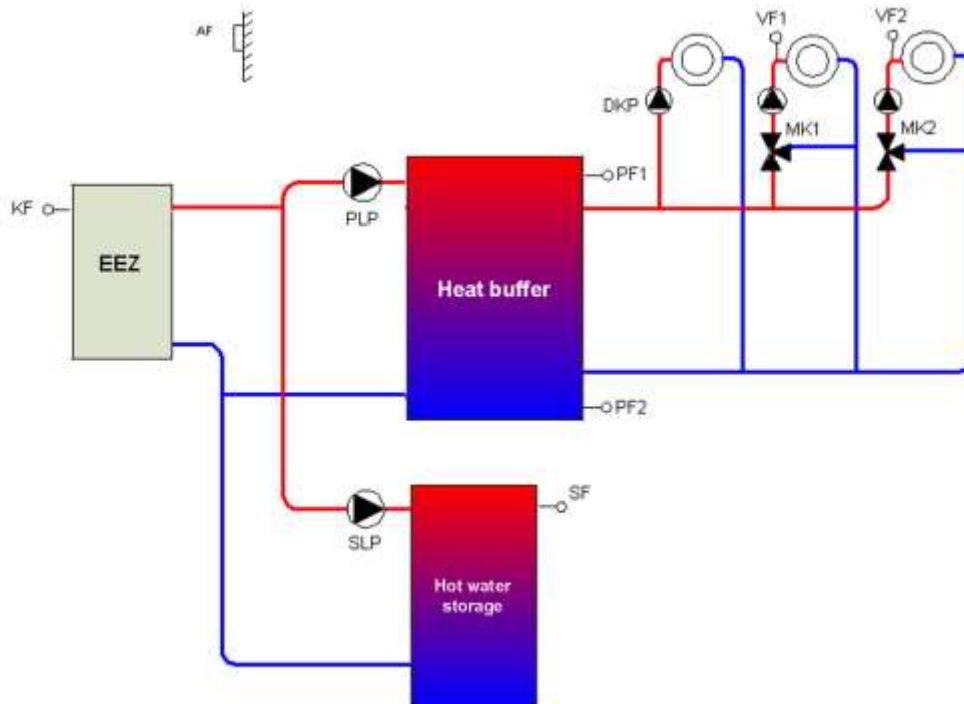 AF
VF1
VF2
DKP
MK1
MK2
KF
EEZ
PLP
PF1
Heat buffer
PF2
SLP
SF
Hot water
storage